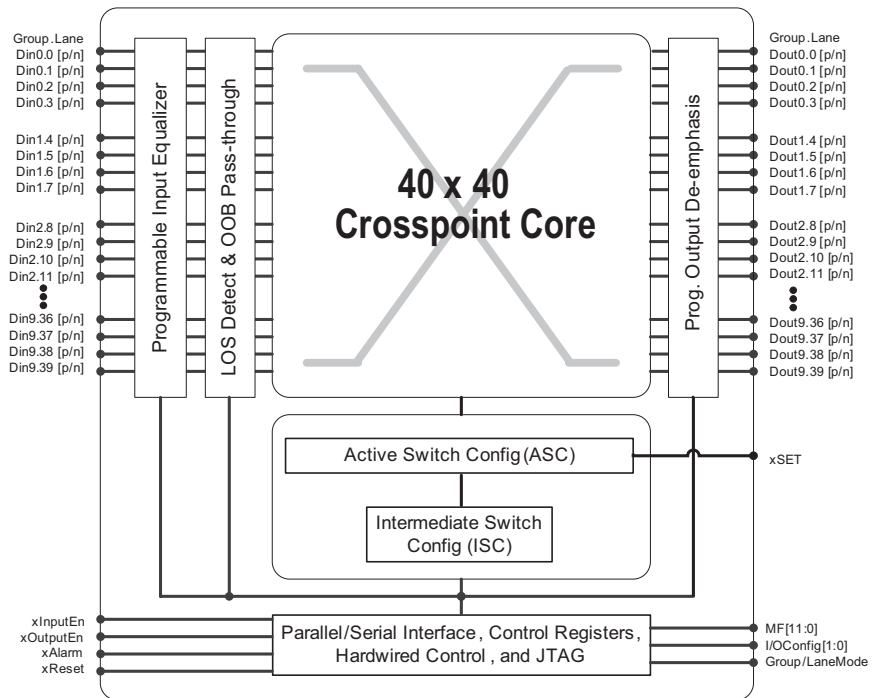 Group.Lane
Din0.0 [p/n]
Din0.1 [p/n]
Din0.2 [p/n]
Din0.3 [p/n]
Din1.4 [p/n]
Din1.5 [p/n]
Din1.6 [p/n]
Din1.7 [p/n]
Din2.8 [p/n]
Din2.9 [p/n]
Din2.10 [p/n]
Din2.11 [p/n]
Din9.36 [p/n]
Din9.37 [p/n]
Din9.38 [p/n]
Din9.39 [p/n]
Programmable Input Equalizer
LOS Detect & OOB Pass-through
40 x 40
Crosspoint Core
Prog. Output De-emphasis
Group.Lane
Dout0.0 [p/n]
Dout0.1 [p/n]
Dout0.2 [p/n]
Dout0.3 [p/n]
Dout1.4 [p/n]
Dout1.5 [p/n]
Dout1.6 [p/n]
Dout1.7 [p/n]
Dout2.8 [p/n]
Dout2.9 [p/n]
Dout2.10 [p/n]
Dout2.11 [p/n]
Dout9.36 [p/n]
Dout9.37 [p/n]
Dout9.38 [p/n]
Dout9.39 [p/n]
Active Switch Config (ASC)
xSET
Intermediate Switch
Config (ISC)
xInputEn
xOutputEn
xAlarm
xReset
Parallel/Serial Interface, Control Registers,
Hardwired Control, and JTAG
MF[11:0]
I/OConfig[1:0]
Group/LaneMode